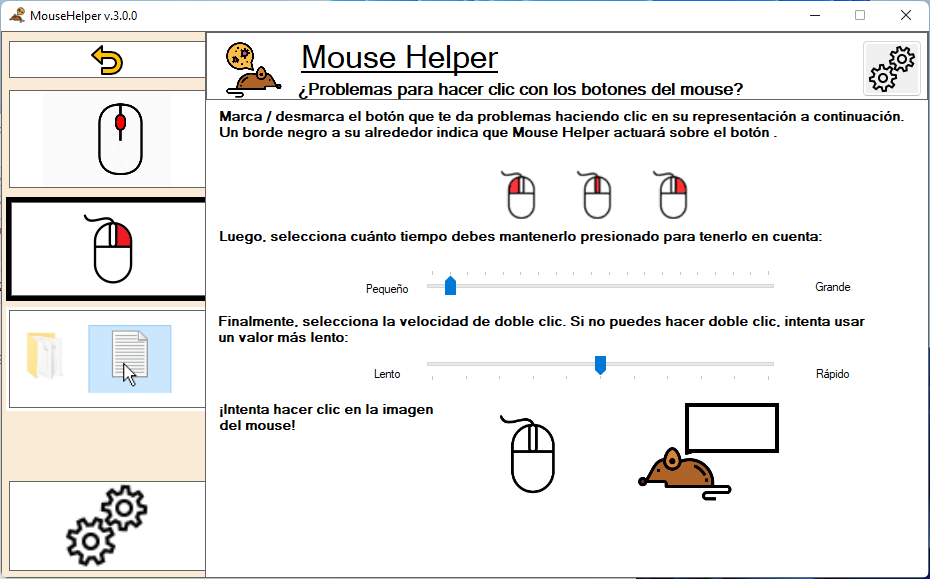 MouseHelper v.3.0.0
Mouse Helper
¿Problemas para hacer clic con los botones del mouse?
Marca / desmarca el botón que te da problemas haciendo clic en su representación a continuación.
Un borde negro a su alrededor indica que Mouse Helper actuará sobre el botón .
Luego, selecciona cuánto tiempo debes mantenerlo presionado para tenerlo en cuenta:
Pequeño
Grande
Finalmente, selecciona la velocidad de doble clic. Si no puedes hacer doble clic, intenta usar
un valor más lento:
Lento
Rápido
¡Intenta hacer clic en la imagen
del mouse!